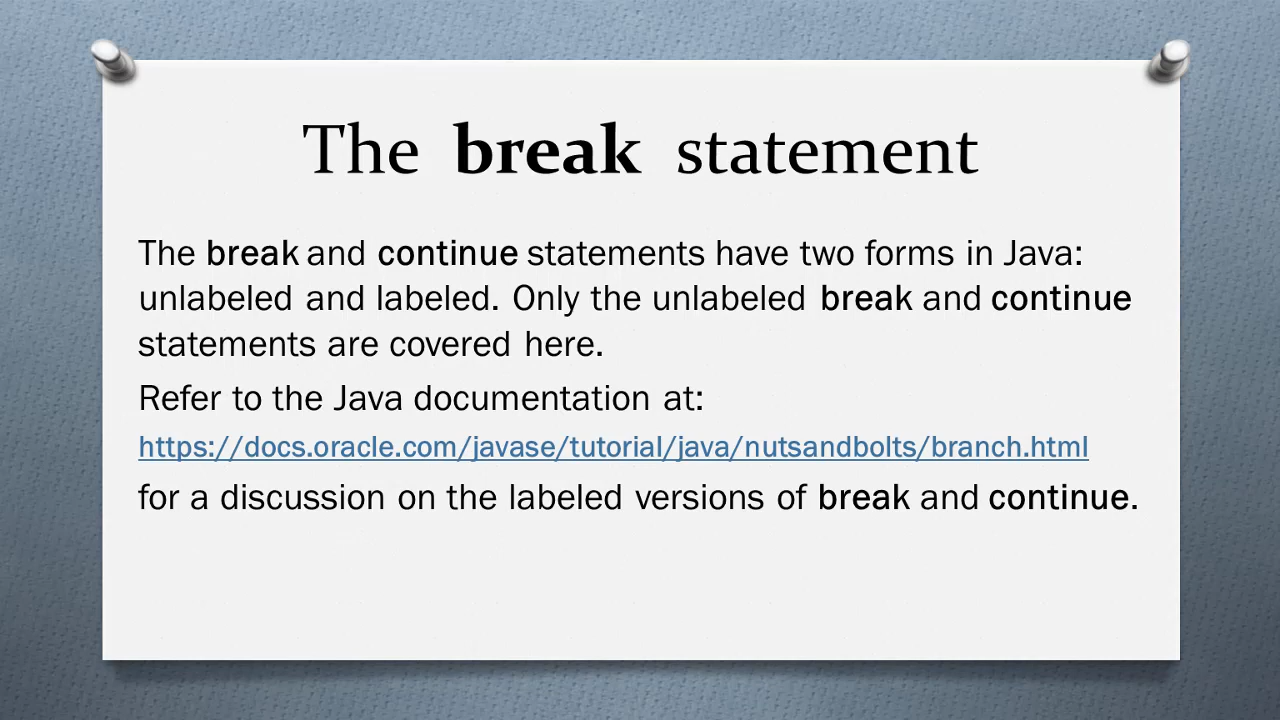 The break statement
The break and continue statements have two forms in Java:
unlabeled and labeled. Only the unlabeled break and continue
statements are covered here.
Refer to the Java documentation at:
https://docs.oracle.com/javase/tutorial/java/nutsandbolts/branch.html
for a discussion on the labeled versions of break and continue.